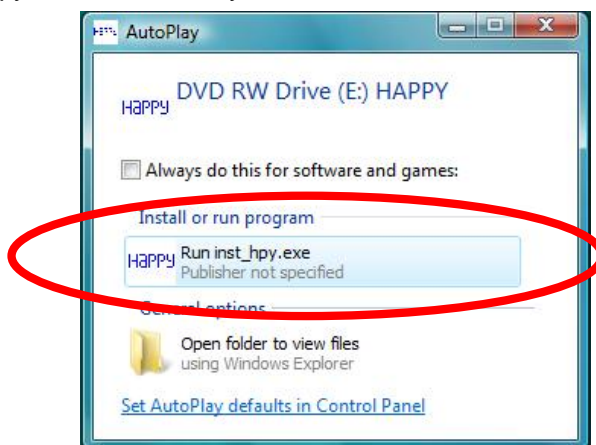 AutoPlay
HAPPY DVD RW Drive (E:) HAPPY
Always do this for software and games:
Install or run program
HAPPY Run inst_hpy.exe
Publisher not specified
General options
Open folder to view files
using Windows Explorer
Set AutoPlay defaults in Control Panel